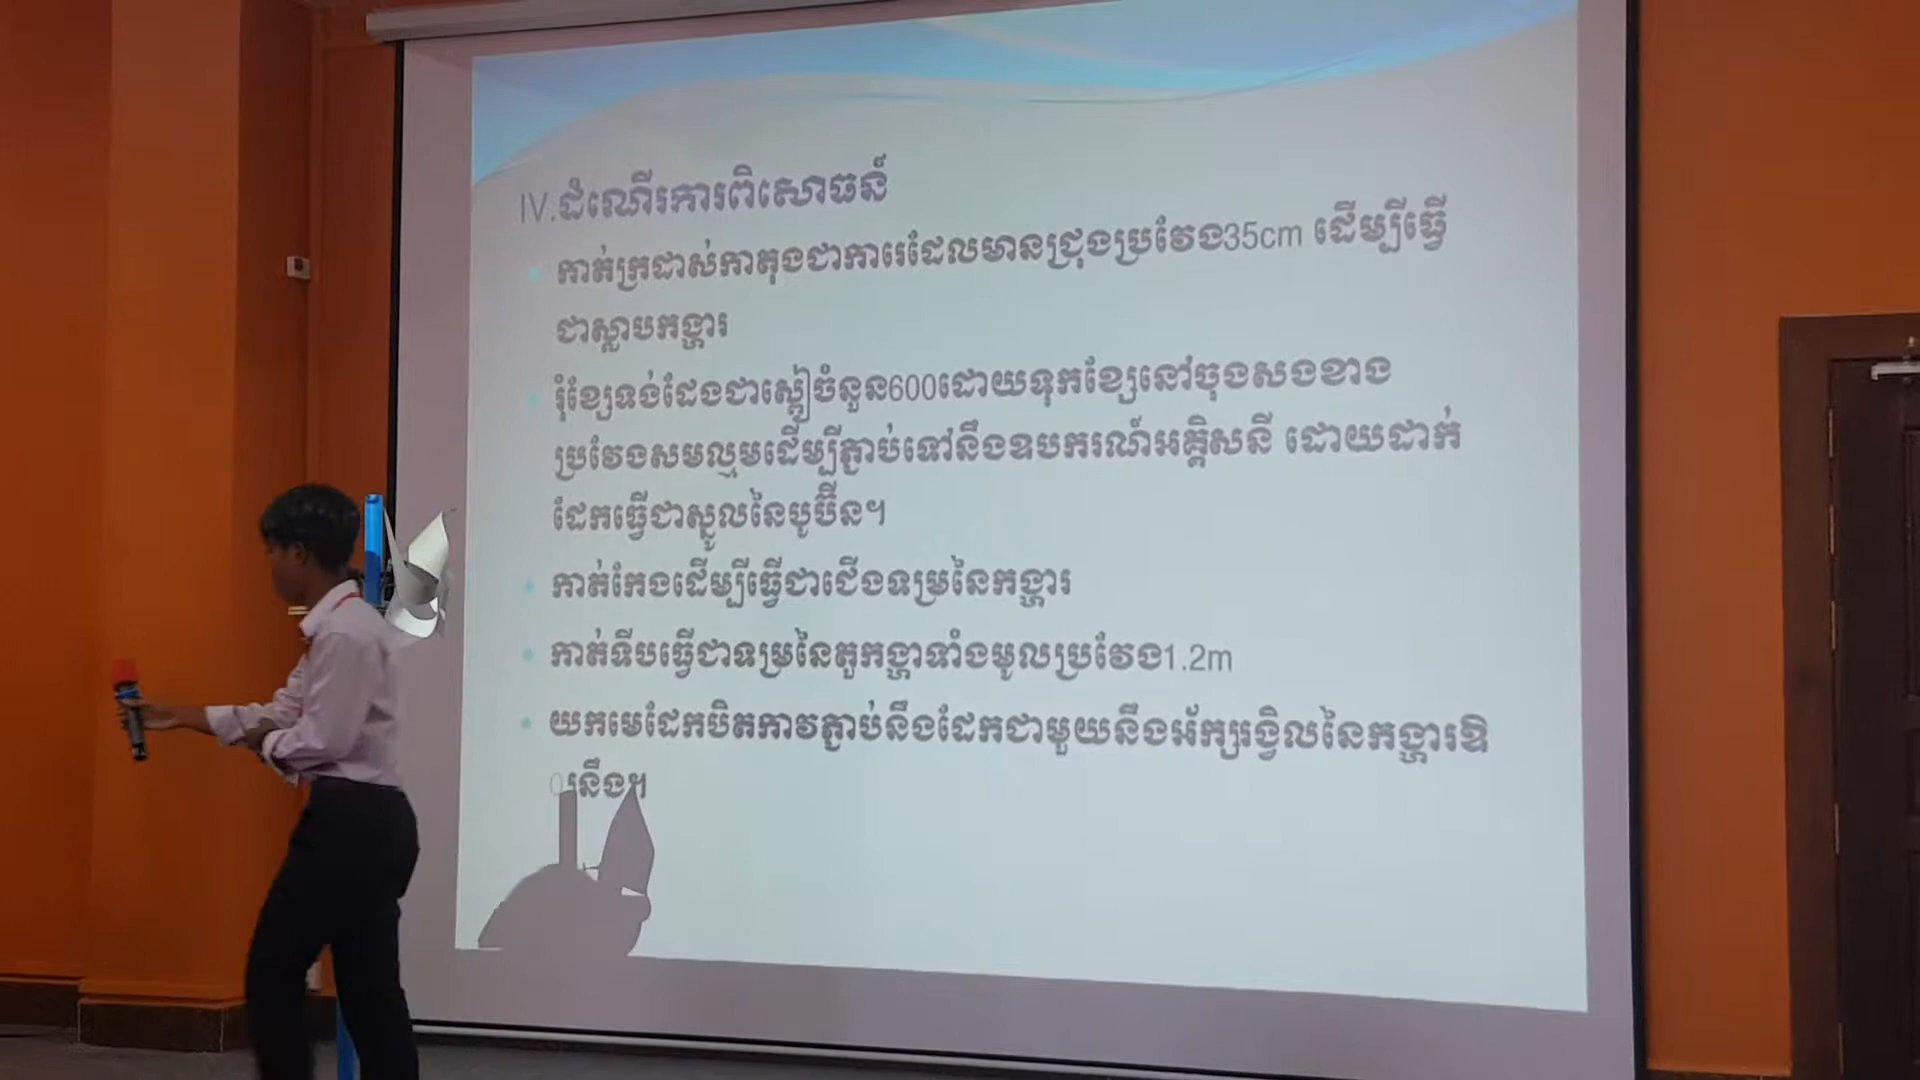 IV.ដំណើរការពិសោធន៍
កាត់ក្រដាស់កាតុងជាការេដែលមានជ្រុងប្រវែង35cm ដើម្បីធ្វើ
ជាស្លាបកង្ហារ
រុំខ្សែទង់ដែងជាស្ពៀចំនួន600ដោយទុកខ្សែនៅចុងសងខាង
ប្រវែងសមល្មមដើម្បីភ្ជាប់ទៅនឹងឧបករណ៍អគ្គិសនី ដោយដាក់
ដែកធ្វើជាស្នូលនៃបូប៊ីន។
កាត់កែងដើម្បីធ្វើជាជើងទម្រនៃកង្ហារ
កាត់ទីបធ្វើជាទម្រនៃតួកង្ហាទាំងមូលប្រវែង1.2m
យកមេដែកបិតកាវភ្ជាប់នឹងដែកជាមួយនឹងអ័ក្សរង្វិលនៃកង្ហារឱ
រនឹង។